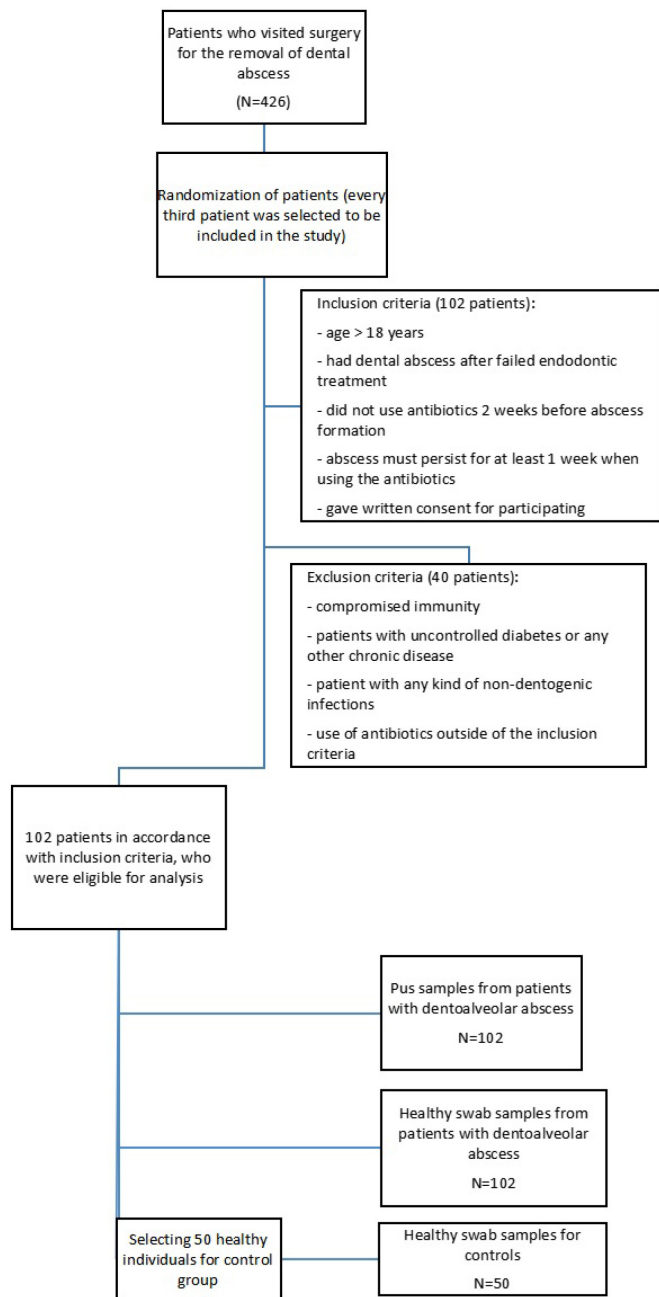 Patients who visited surgery
for the removal of dental
abscess
(N=426)
Randomization of patients (every
third patient was selected to be
included in the study)
Inclusion criteria (102 patients):
- age > 18 years
- had dental abscess after failed endodontic
treatment
- did not use antibiotics 2 weeks before abscess
formation
- abscess must persist for at least 1 week when
using the antibiotics
- gave written consent for participating
Exclusion criteria (40 patients):
- compromised immunity
- patients with uncontrolled diabetes or any
other chronic disease
- patient with any kind of non-dentogenic
infections
- use of antibiotics outside of the inclusion
criteria
102 patients in accordance
with inclusion criteria, who
were eligible for analysis
Pus samples from patients
with dentoalveolar abscess
N=102
Healthy swab samples from
patients with dentoalveolar
abscess
N=102
Selecting 50 healthy
individuals for control
group
Healthy swab samples for
controls
N=50